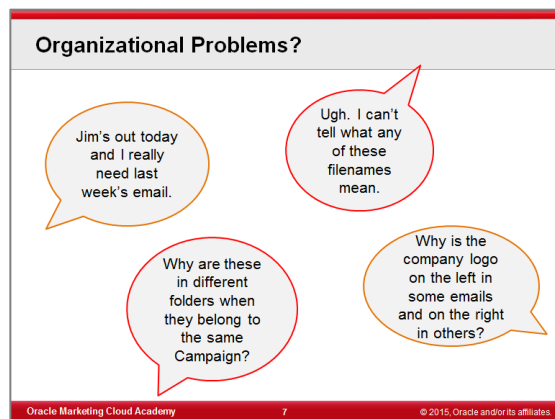 Organizational Problems?
Jim's out today
and I really
need last
week's email.
Ugh. I can't
tell what any
of these
filenames
mean.
Why are these
in different
folders when
they belong to
the same
Campaign?
Why is the
company logo
on the left in
some emails
and on the right
in others?
Oracle Marketing Cloud Academy
7
© 2015, Oracle and/or its affiliates.